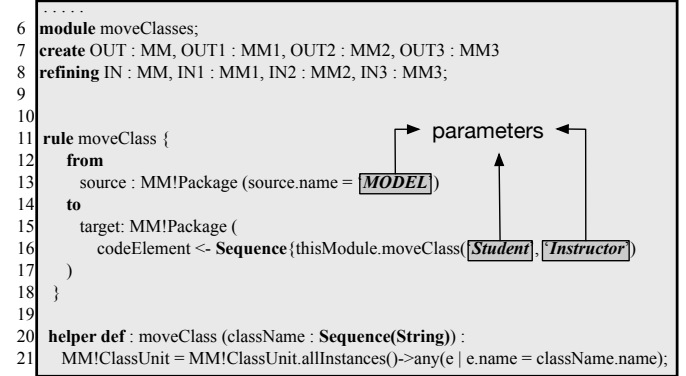 . . . . .
6 module moveClasses;
7 create OUT : MM, OUT1 : MM1, OUT2 : MM2, OUT3 : MM3
8 refining IN : MM, IN1 : MM1, IN2 : MM2, IN3 : MM3;
9
10
parameters
11 rule moveClass {
12 from
13 source : MM!Package (source.name = 'MODEL')
14 to
15 target: MM!Package (
16 codeElement <- Sequence{thisModule.moveClass('Student', 'Instructor')
17 )
18 }
19
20 helper def : moveClass (className : Sequence(String)) :
21 MM!ClassUnit = MM!ClassUnit.allInstances()->any(e | e.name = className.name);